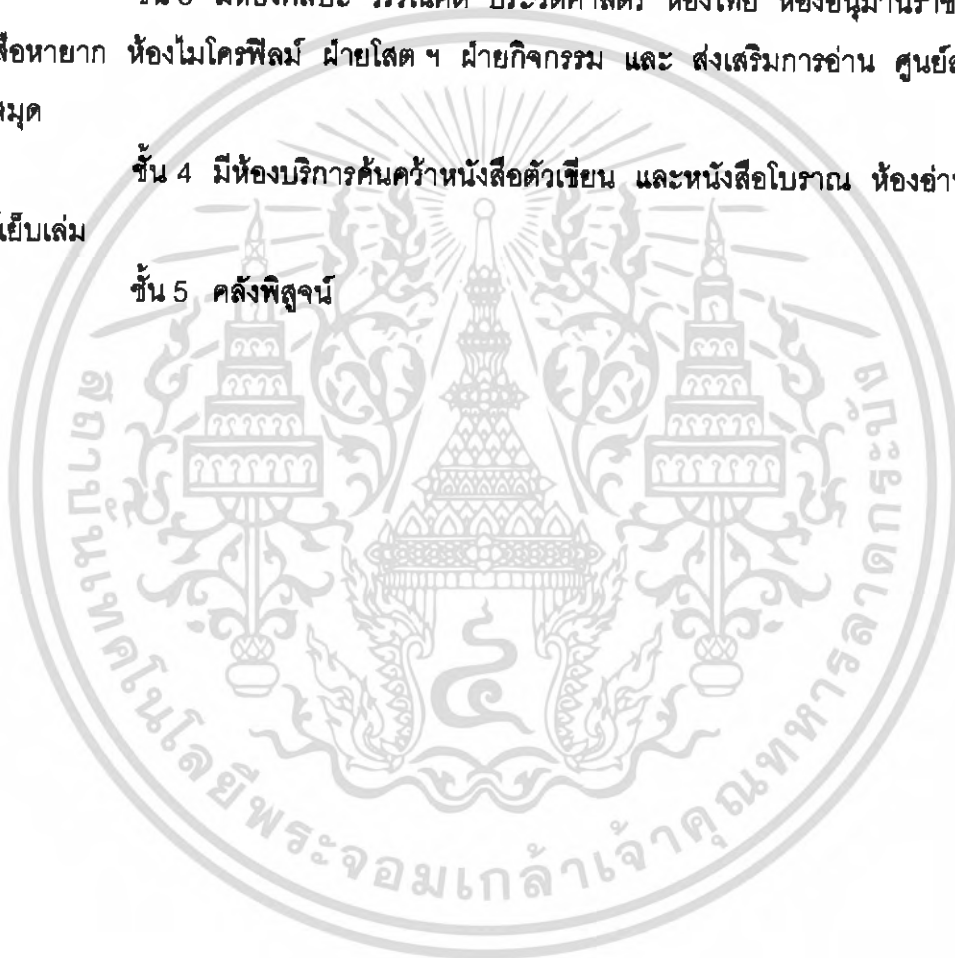 ชั้น 3 มีห้องศิลปะ วรรณคดี ประวัติศาสตร์ ห้องไทย ห้องอนุมานราช
สือหายาก ห้องไมโครฟิลม์ ฝ่ายโสต ฯ ฝ่ายกิจกรรม และ ส่งเสริมการอ่าน ศูนย์
สมุด
ชั้น 4 มีห้องบริการค้นคว้าหนังสือตัวเขียน และหนังสือโบราณ ห้องอ่าน
เย็บเล่ม
ชั้น 5 คลังพิสูจน์
สถาบันเทคโนโลยีพระจอมเกล้าเจ้าคุณทหารลาดกระบัง